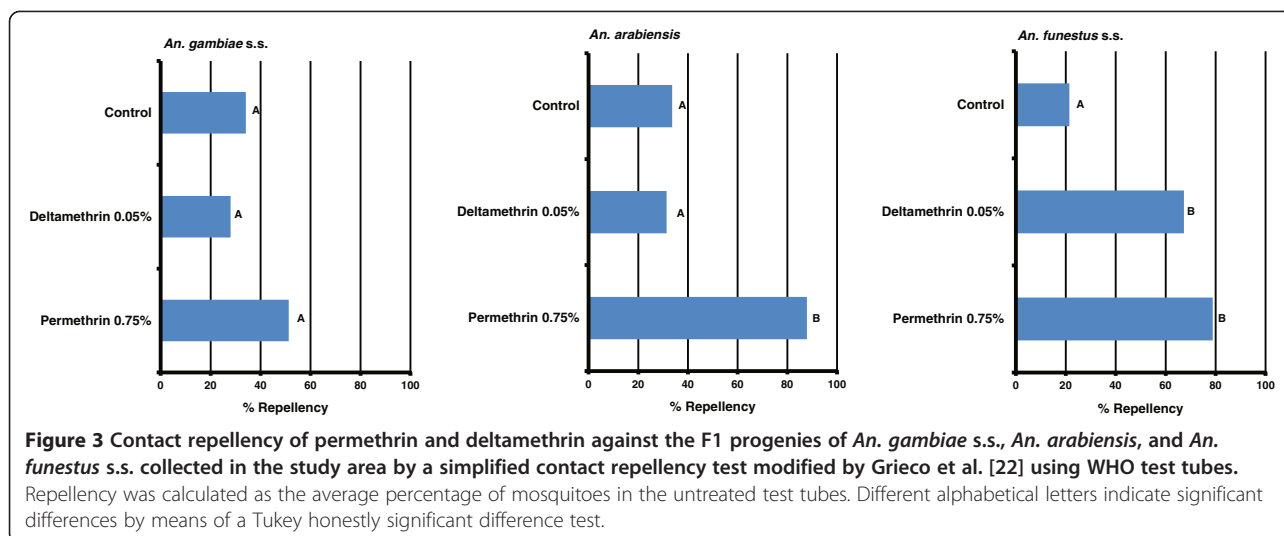 An. gambiae s.s.
Control
A
Deltamethrin 0.05%
A
Permethrin 0.75%
A
0 20 40 60 80 100
% Repellency
An. arabiensis
Control
A
Deltamethrin 0.05%
A
Permethrin 0.75%
B
0 20 40 60 80 100
% Repellency
An. funestus s.s.
Control
A
Deltamethrin 0.05%
B
Permethrin 0.75%
B
0 20 40 60 80 100
% Repellency
Figure 3 Contact repellency of permethrin and deltamethrin against the F1 progenies of An. gambiae s.s., An. arabiensis, and An.
funestus s.s. collected in the study area by a simplified contact repellency test modified by Grieco et al. [22] using WHO test tubes.
Repellency was calculated as the average percentage of mosquitoes in the untreated test tubes. Different alphabetical letters indicate significant
differences by means of a Tukey honestly significant difference test.